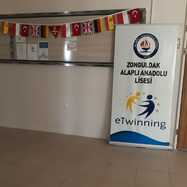 ZONGULDAK
ALAPLI ANADOLU
LİSESİ
eTwinning